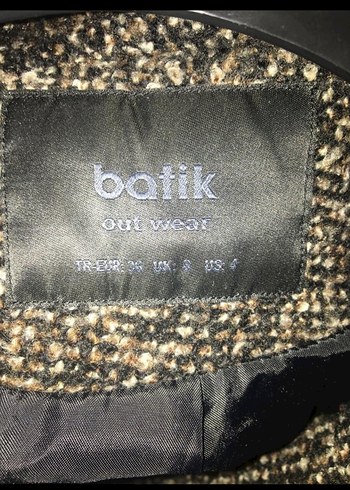 batik
out wear
TR-EUR: 36 UK: 8 US: 4